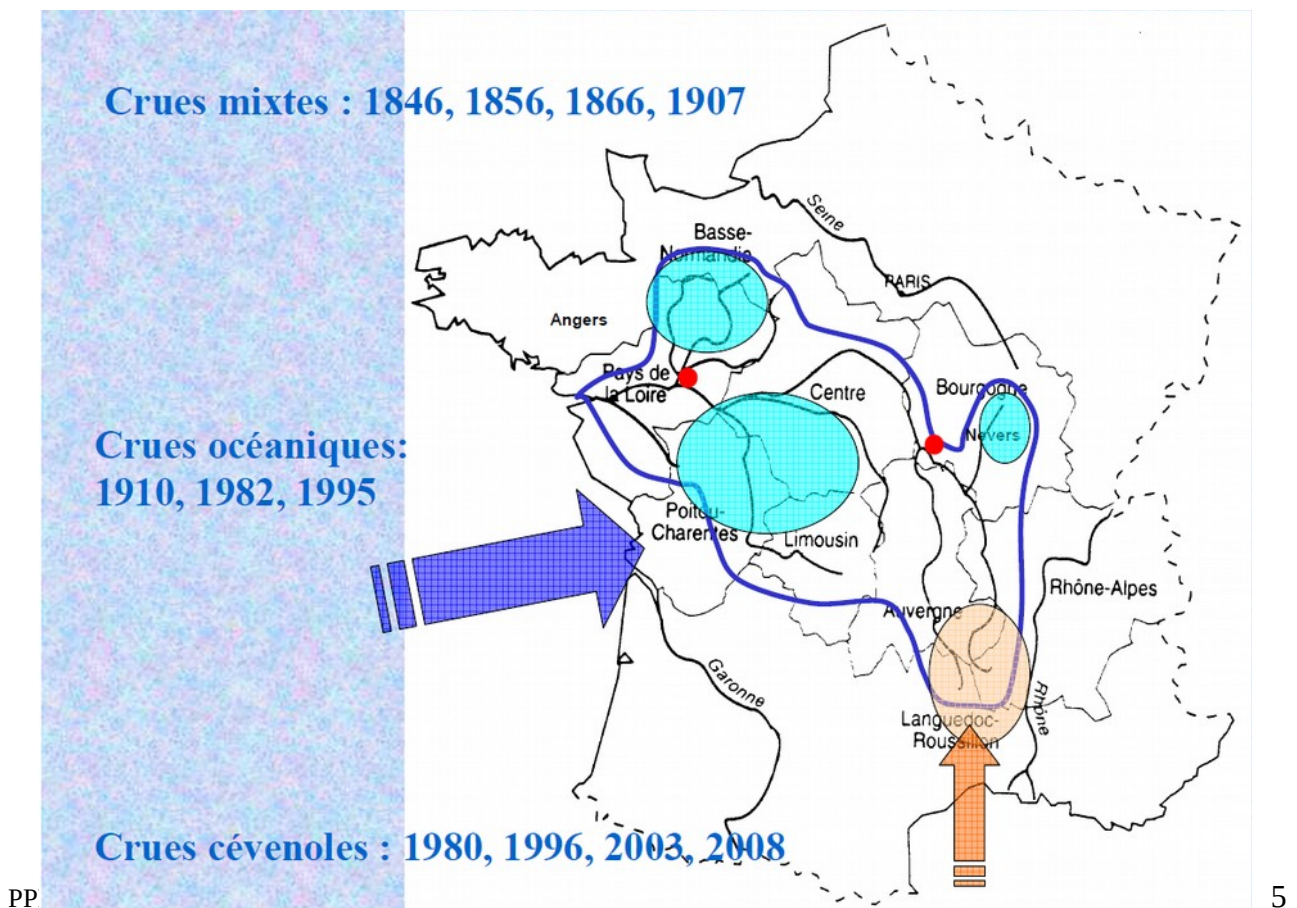 Crues mixtes : 1846, 1856, 1866, 1907
Seine
Basse-
Normandie
PARIS
Angers
Pays de
la Loire
Centre
Bourgogne
Nevers
Crues océaniques:
1910, 1982, 1995
Poitou-
Charentes
Limousin
Rhône-Alpes
Auvergne
Garonne
Rhône
Languedoc-
Roussillon
Crues cévenoles : 1980, 1996, 2003, 2008
PP
5